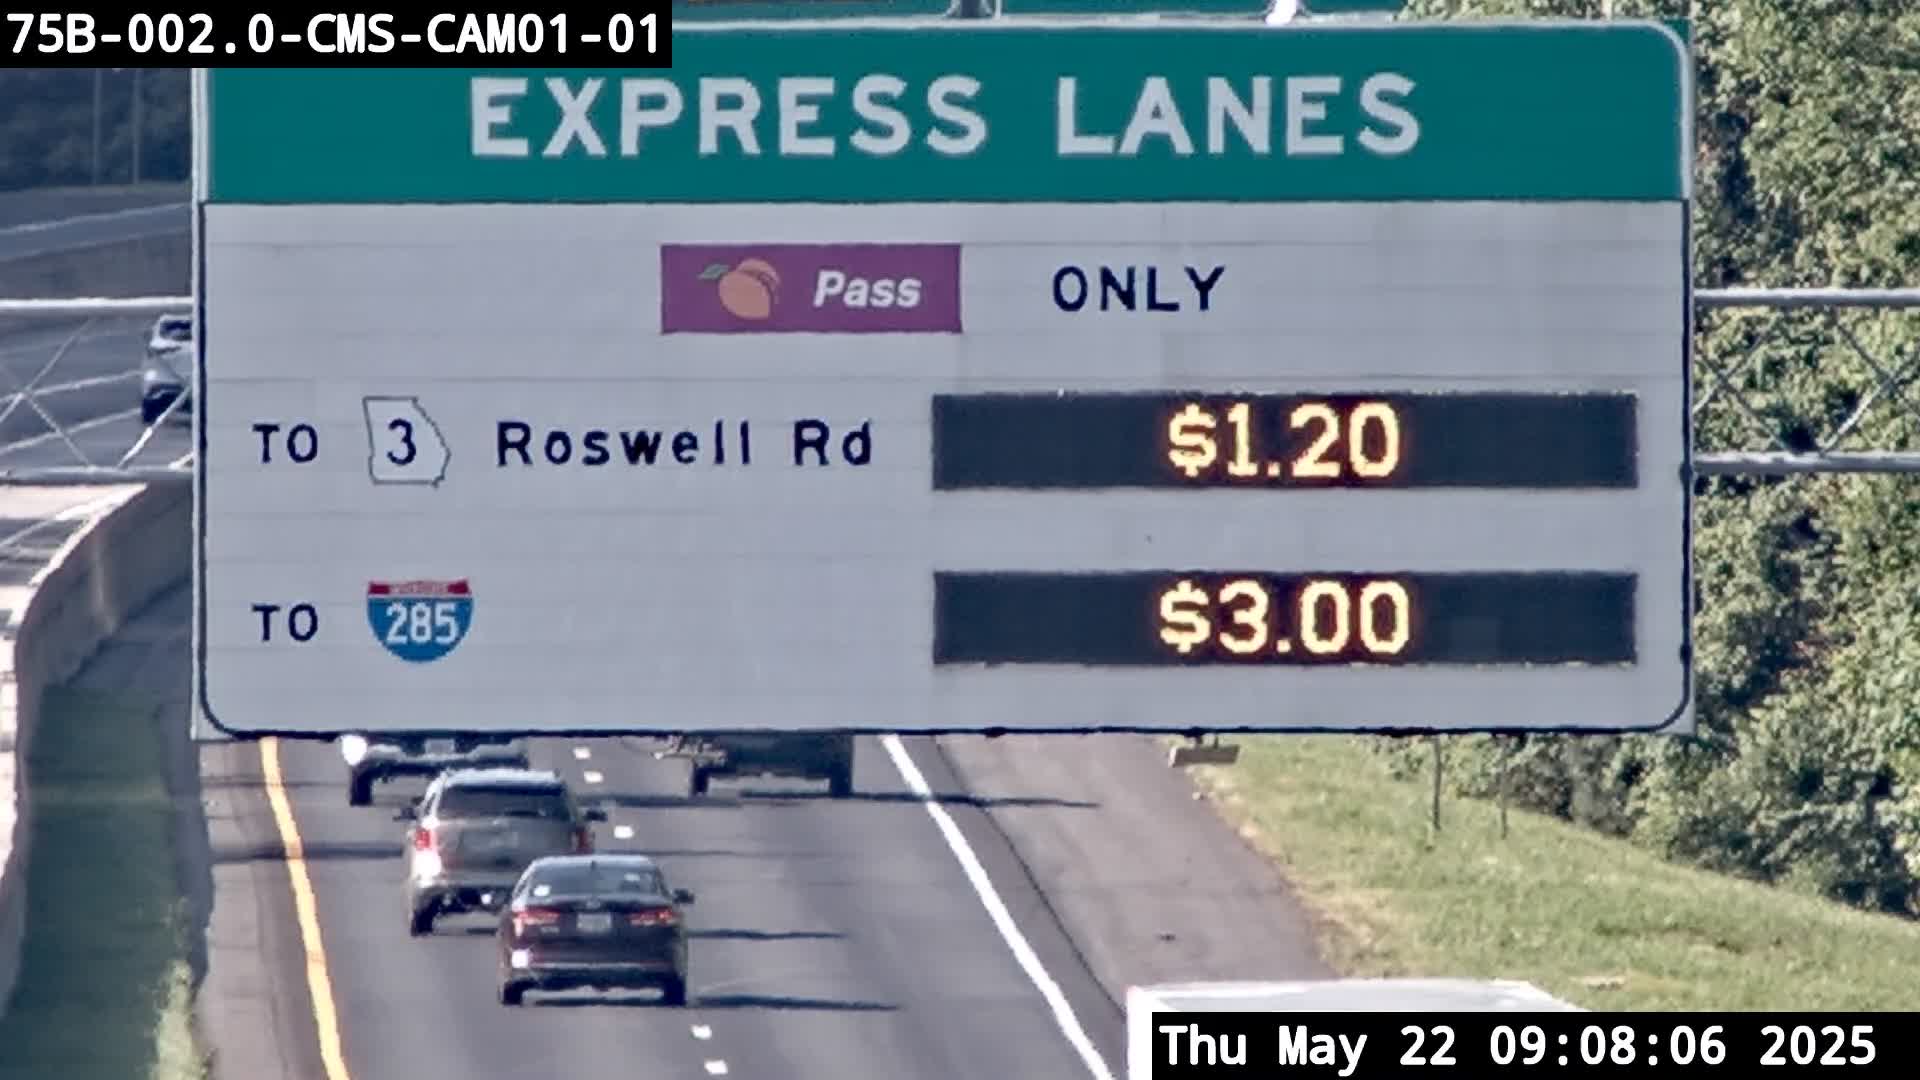 75B-002.0-CMS-CAM01-01
EXPRESS LANES
Pass ONLY
TO 3 Roswell Rd $1.20
TO 285 $3.00
Thu May 22 09:08:06 2025